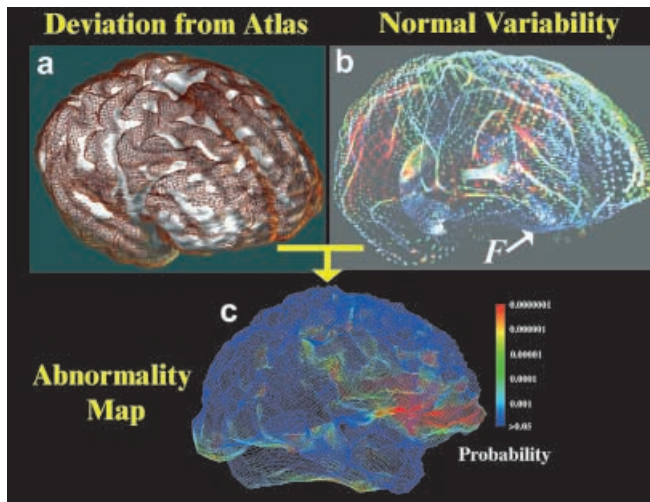 Deviation from Atlas
Normal Variability
a
b
F
c
Abnormality
Map
0.0000001
0.000001
0.00001
0.0001
0.001
>0.05
Probability